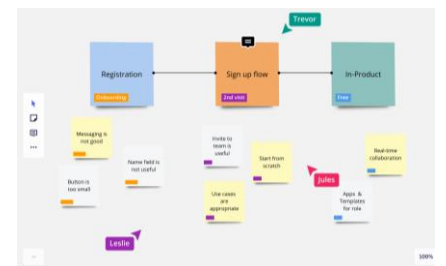 Trevor
Registration
Sign up flow
In-Product
Onboarding
2nd visit
Free
Messaging is
not good
Name field is
not useful
Button is
too small
Invite to
team is
useful
Start from
scratch
Use cases
are
appropriate
Real-time
collaboration
Jules
Apps &
Templates
for role
Leslie
100%